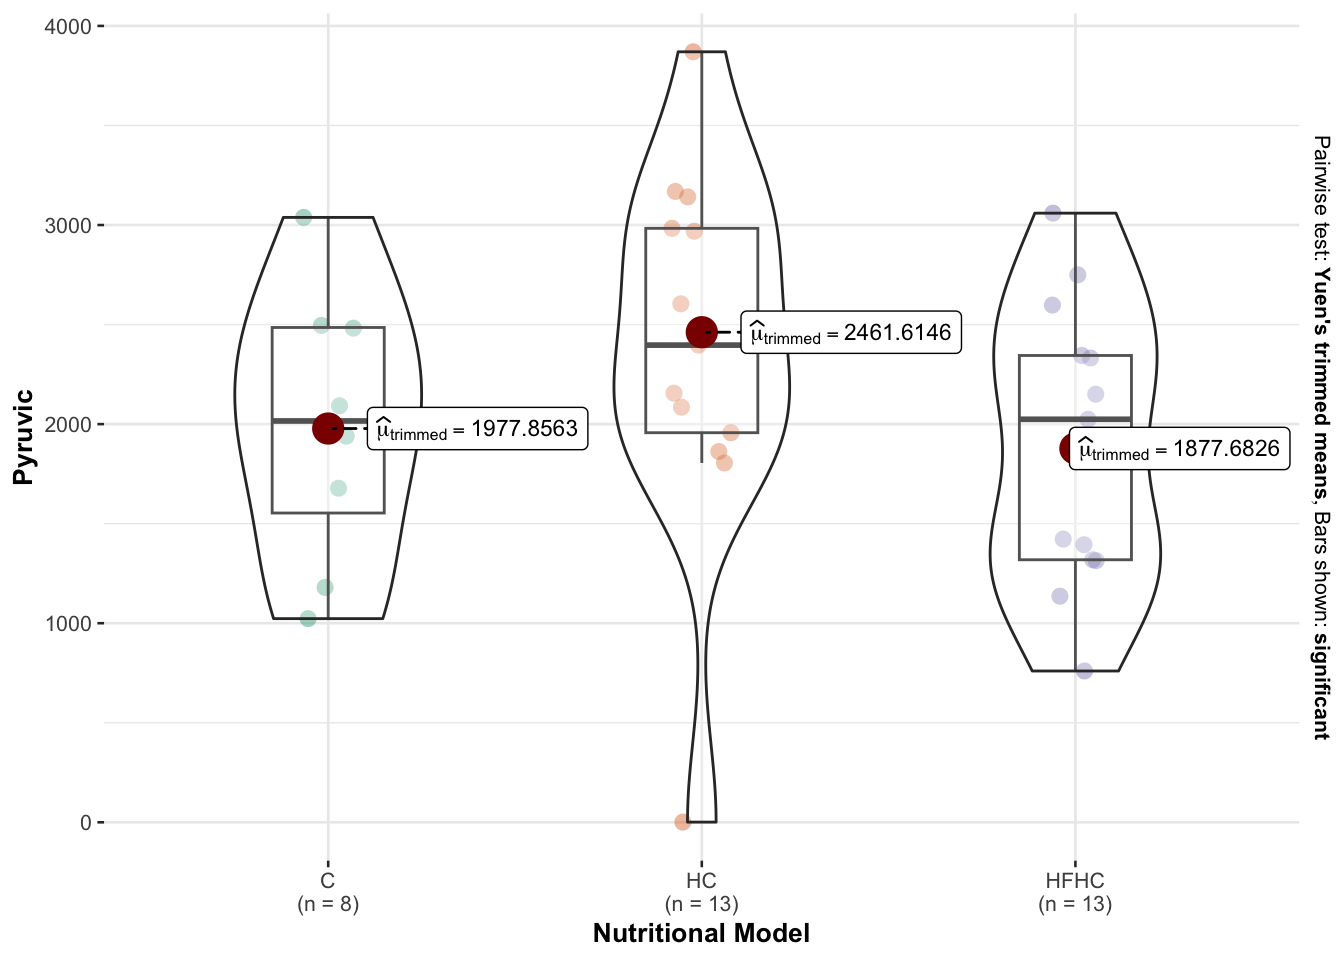 4000
3000
2000
1000
0
Pyruvic
μ̂trimmed = 1977.8563
μ̂trimmed = 2461.6146
μ̂trimmed = 1877.6826
C
(n = 8)
HC
(n = 13)
HFHC
(n = 13)
Nutritional Model
Pairwise test: Yuen's trimmed means, Bars shown: significant